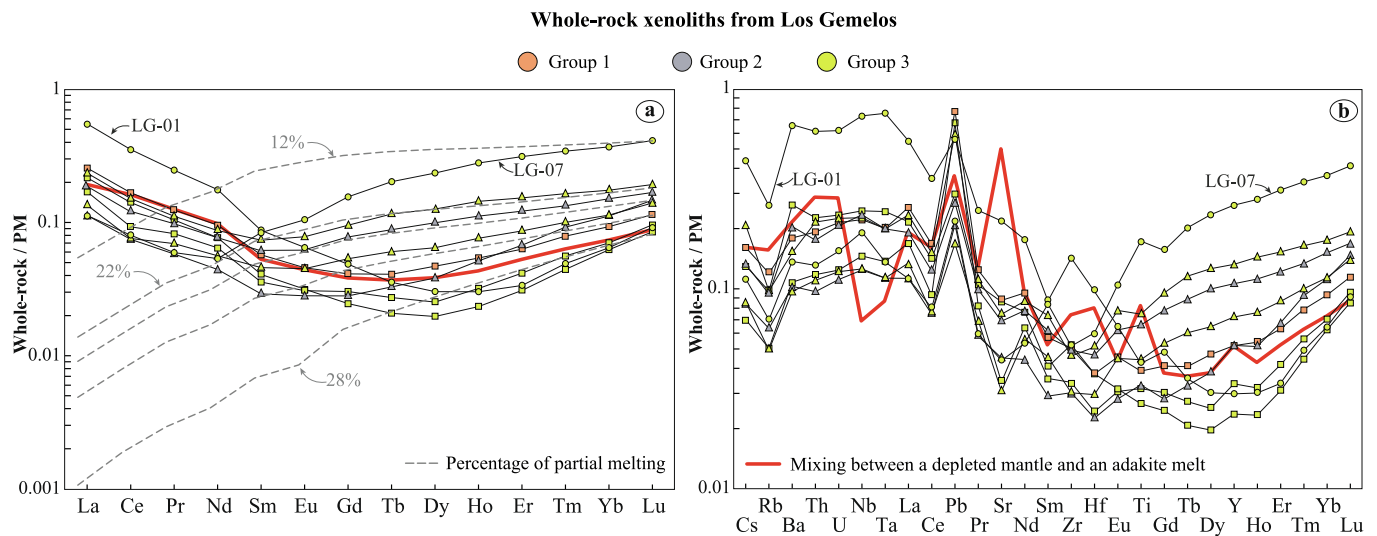 Whole-rock xenoliths from Los Gemelos
Group 1 Group 2 Group 3
1
0.1
0.01
0.001
Whole-rock / PM
a
LG-01
12%
LG-07
22%
28%
Percentage of partial melting
La Ce Pr Nd Sm Eu Gd Tb Dy Ho Er Tm Yb Lu
1
0.1
0.01
Whole-rock / PM
b
LG-01
LG-07
Mixing between a depleted mantle and an adakite melt
Rb Th Nb La Pb Sr Sm Hf Ti Tb Y Er Yb
Cs Ba U Ta Ce Pr Nd Zr Eu Gd Dy Ho Tm Lu